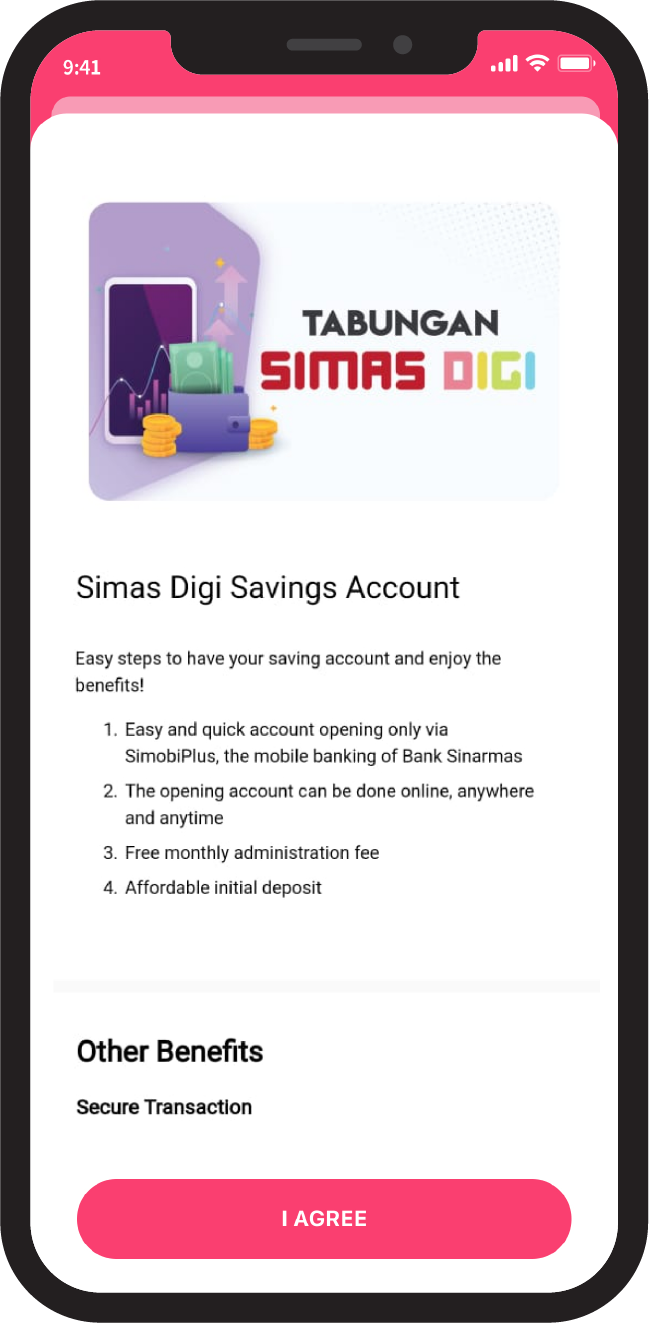 9:41
TABUNGAN
SIMAS DIGI
Simas Digi Savings Account
Easy steps to have your saving account and enjoy the
benefits!
1. Easy and quick account opening only via
SimobiPlus, the mobile banking of Bank Sinarmas
2. The opening account can be done online, anywhere
and anytime
3. Free monthly administration fee
4. Affordable initial deposit
Other Benefits
Secure Transaction
I AGREE